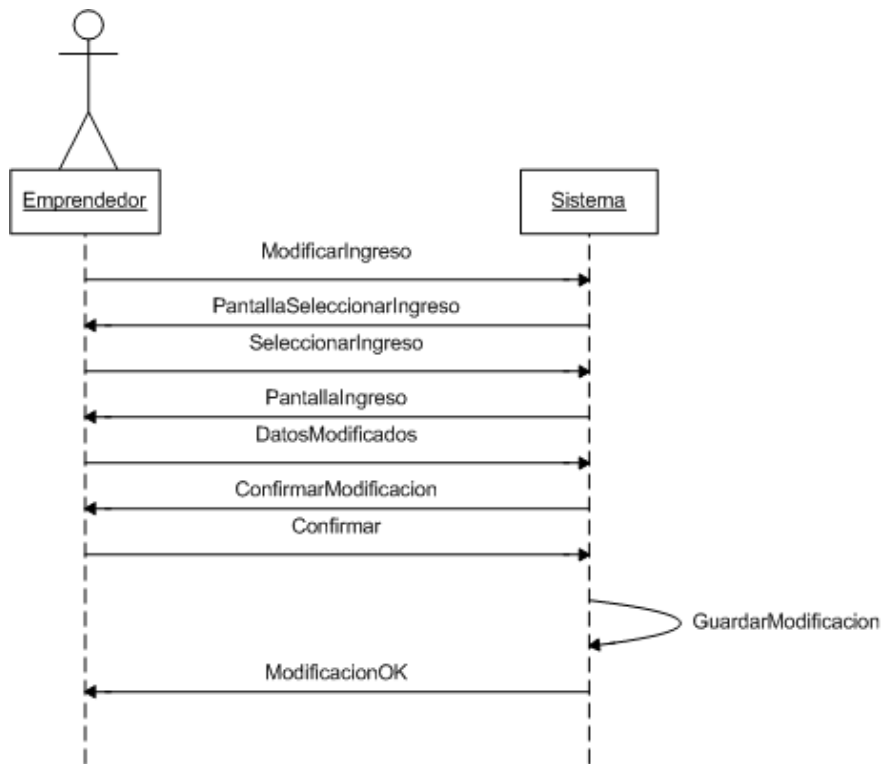 Emprendedor
Sistema
ModificarIngreso
PantallaSeleccionarIngreso
SeleccionarIngreso
PantallaIngreso
DatosModificados
ConfirmarModificacion
Confirmar
GuardarModificacion
ModificacionOK